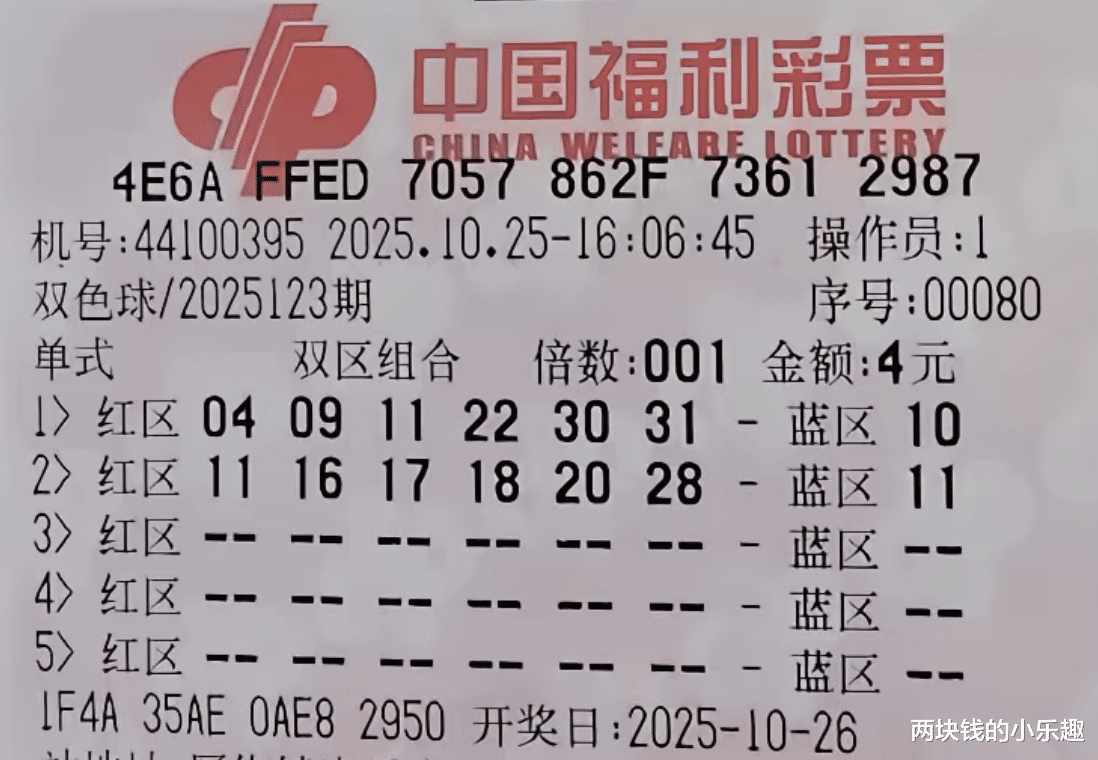 中国福利彩票
CHINA WELFARE LOTTERY
4E6A FFED 7057 862F 7361 2987
机号:44100395 2025.10.25-16:06:45 操作员:1
双色球/2025123期 序号:00080
单式 双区组合 倍数:001 金额:4元
1> 红区 04 09 11 22 30 31 - 蓝区 10
2> 红区 11 16 17 18 20 28 - 蓝区 11
3> 红区 -- -- -- -- -- -- - 蓝区 --
4> 红区 -- -- -- -- -- -- - 蓝区 --
5> 红区 -- -- -- -- -- -- - 蓝区 --
1F4A 35AE 0AE8 2950 开奖日:2025-10-26
两块钱的小乐趣